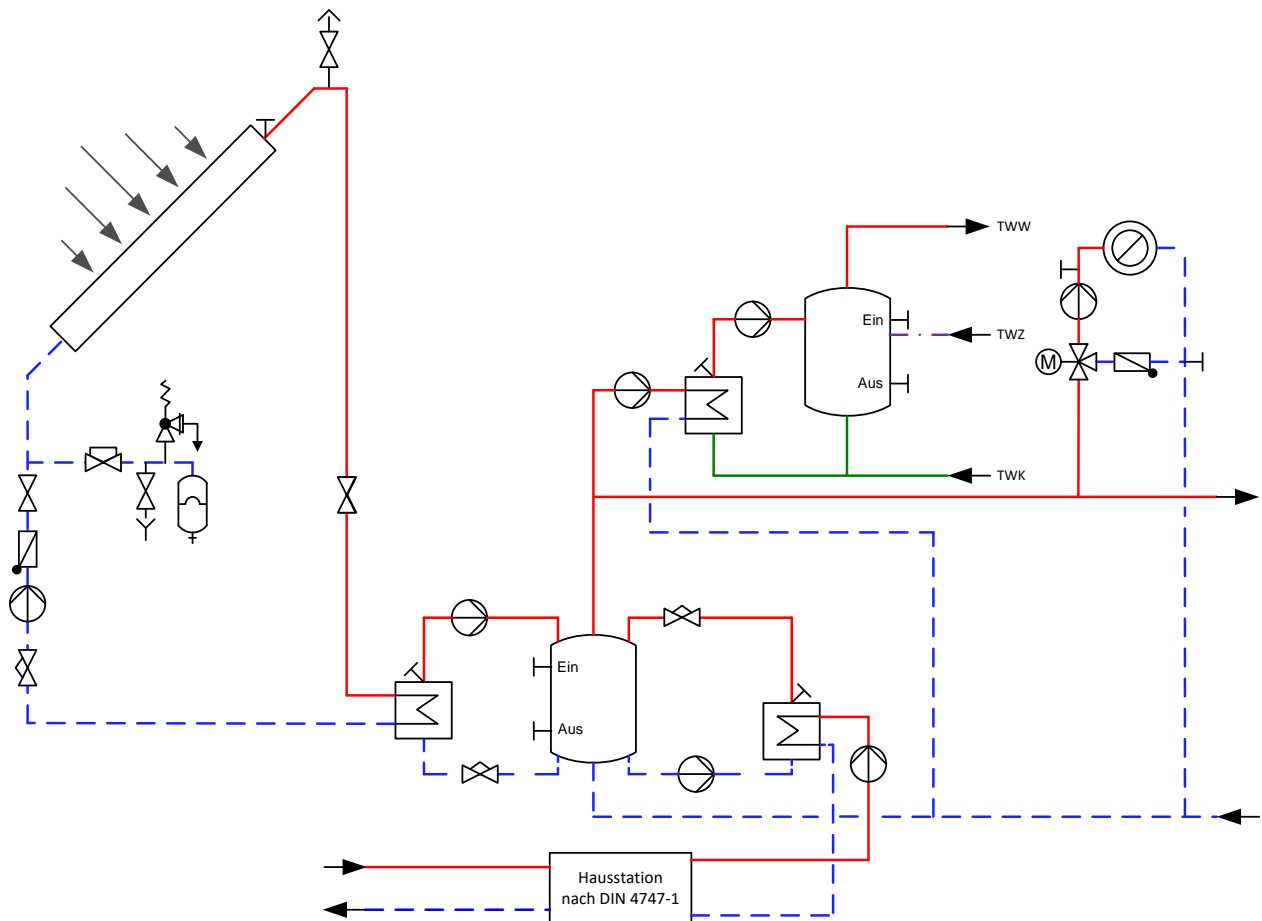 TWW
Ein
TWZ
M
Aus
TWK
Ein
Aus
Hausstation
nach DIN 4747-1